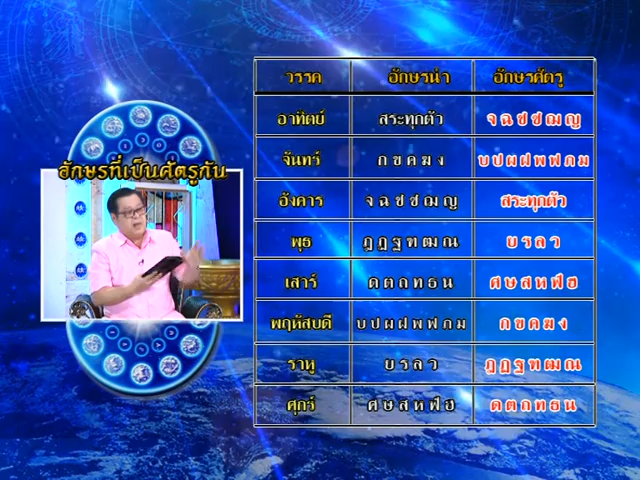 อักษรที่เป็นศัตรูกัน
วรรค อักษรนำ อักษรศัตรู
อาทิตย์ สระทุกตัว จ ฉ ช ซ ฌ ญ
จันทร์ ก ข ค ฆ ง บ ป ผ ฝ พ ฟ ภ ม
อังคาร จ ฉ ช ซ ฌ ญ สระทุกตัว
พุธ ฎ ฏ ฐ ฑ ฒ ณ ย ร ล ว
เสาร์ ด ต ถ ท ธ น ศ ษ ส ห ฬ ฮ
พฤหัสบดี บ ป ผ ฝ พ ฟ ภ ม ก ข ค ฆ ง
ราหู ย ร ล ว ฎ ฏ ฐ ฑ ฒ ณ
ศุกร์ ศ ษ ส ห ฬ ฮ ด ต ถ ท ธ น